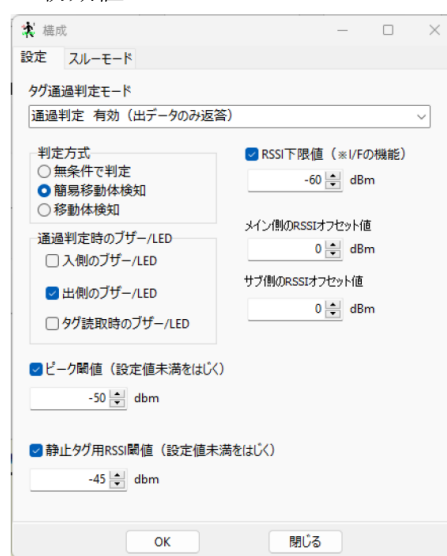 構成
設定 スルーモード
タグ通過判定モード
通過判定 有効（出データのみ返答）
判定方式
無条件で判定
簡易移動体検知
移動体検知
通過判定時のブザー/LED
入側のブザー/LED
出側のブザー/LED
タグ読取時のブザー/LED
RSSI下限値（※I/Fの機能）
-60 dBm
メイン側のRSSIオフセット値
0 dBm
サブ側のRSSIオフセット値
0 dBm
ピーク閾値（設定値未満をはじく）
-50 dbm
静止タグ用RSSI閾値（設定値未満をはじく）
-45 dbm
OK 閉じる